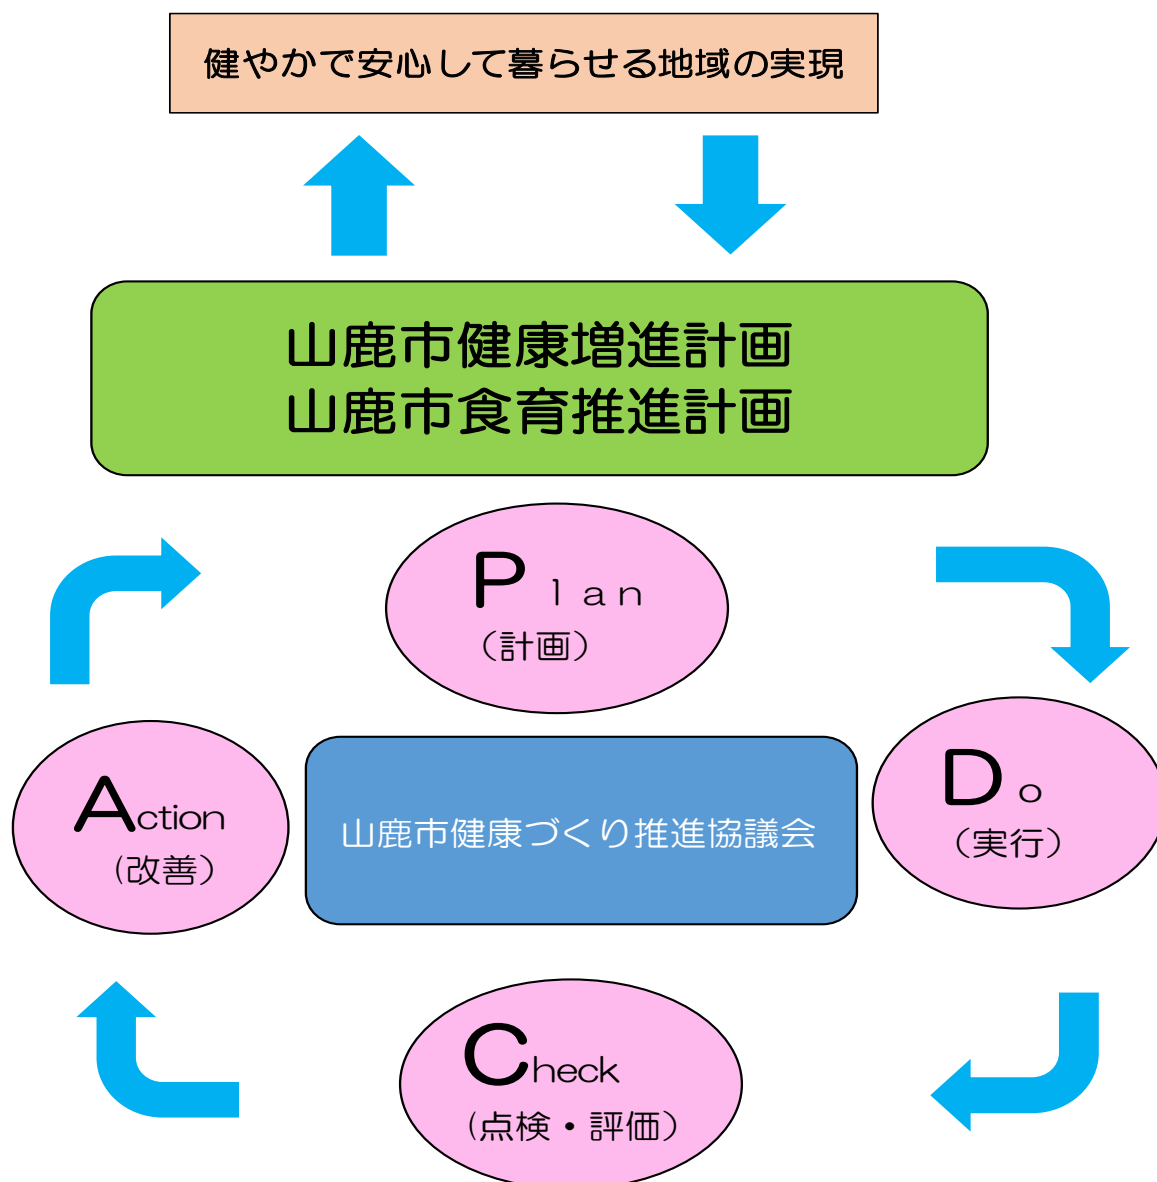 健やかで安心して暮らせる地域の実現
山鹿市健康増進計画
山鹿市食育推進計画
Plan
（計画）
Do
（実行）
山鹿市健康づくり推進協議会
Action
（改善）
Check
（点検・評価）